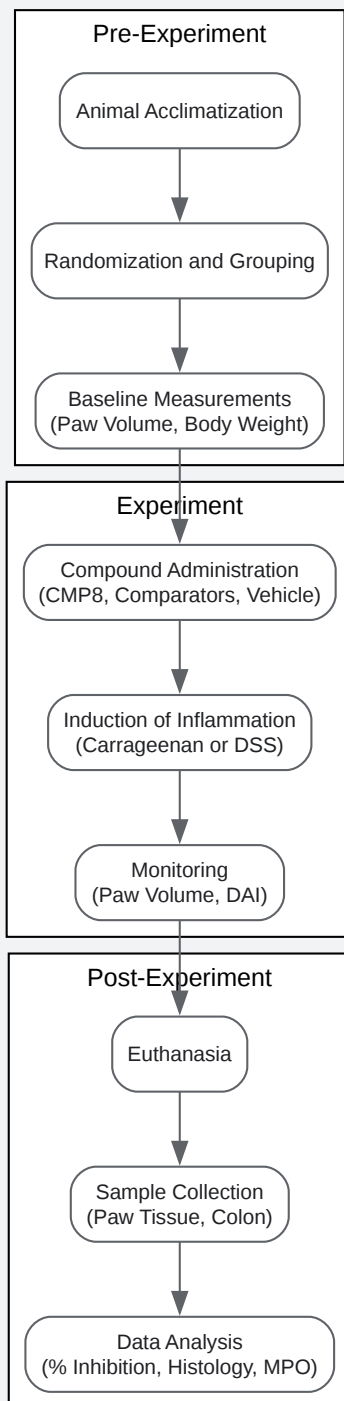 Pre-Experiment
Animal Acclimatization
Randomization and Grouping
Baseline Measurements
(Paw Volume, Body Weight)
Experiment
Compound Administration
(CMP8, Comparators, Vehicle)
Induction of Inflammation
(Carrageenan or DSS)
Monitoring
(Paw Volume, DAI)
Post-Experiment
Euthanasia
Sample Collection
(Paw Tissue, Colon)
Data Analysis
(% Inhibition, Histology, MPO)